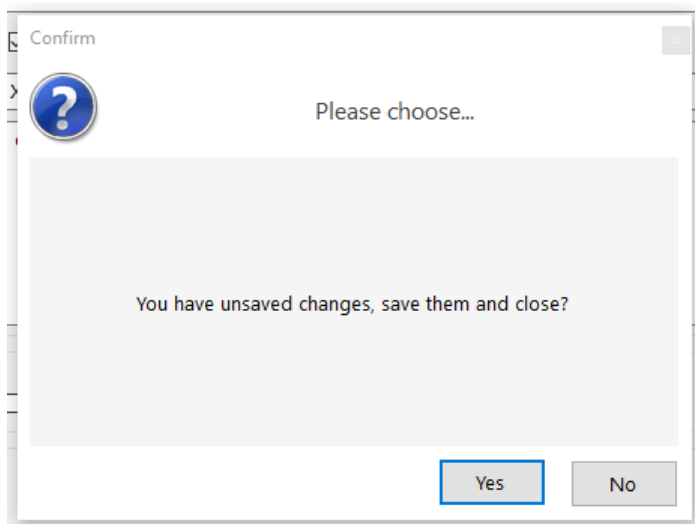 Confirm
Please choose...
You have unsaved changes, save them and close?
Yes
No